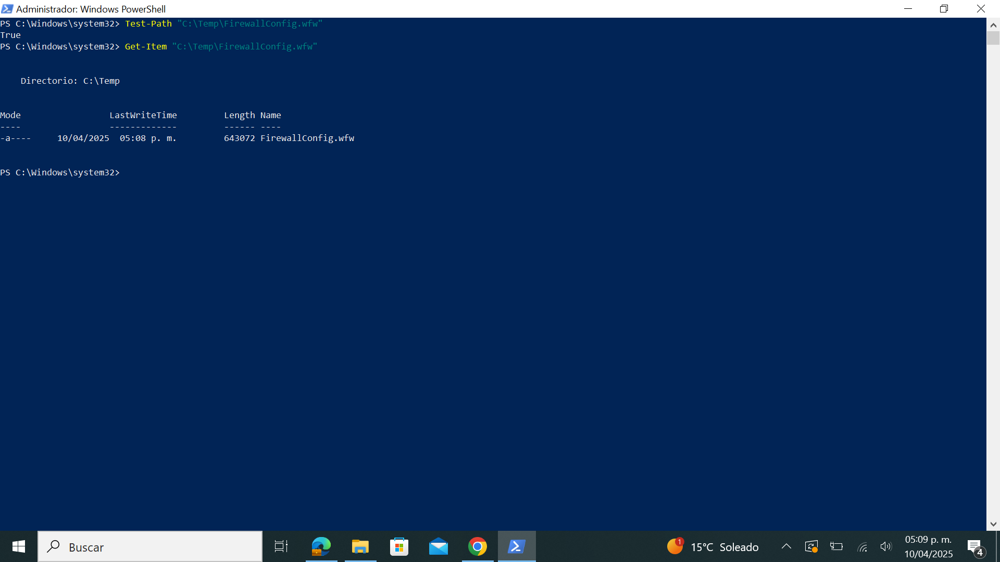 Administrador: Windows PowerShell
PS C:\Windows\system32> Test-Path "C:\Temp\FirewallConfig.wfw"
True
PS C:\Windows\system32> Get-Item "C:\Temp\FirewallConfig.wfw"
Directorio: C:\Temp
Mode                 LastWriteTime         Length Name
----                 -------------         ------ ----
-a----     10/04/2025  05:08 p. m.         643072 FirewallConfig.wfw
PS C:\Windows\system32>
Buscar
1
15°C Soleado
05:09 p. m.
10/04/2025
4